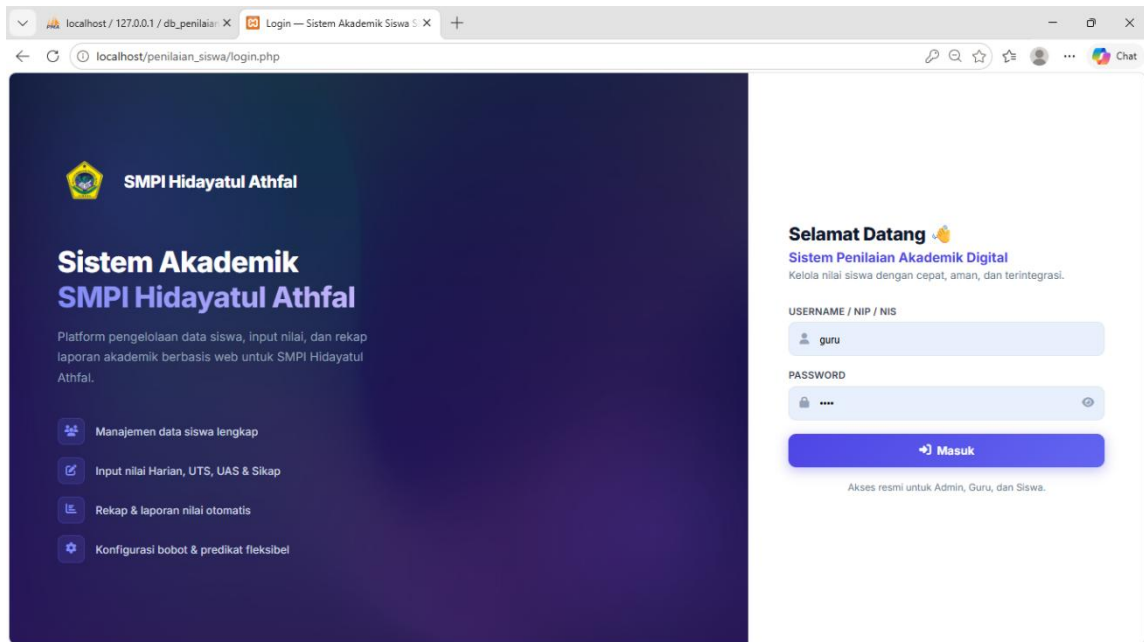 localhost / 127.0.0.1 / db_penilaian
Login — Sistem Akademik Siswa S
localhost/penilaian_siswa/login.php
Chat
SMPI Hidayatul Athfal
Sistem Akademik
SMPI Hidayatul Athfal
Platform pengelolaan data siswa, input nilai, dan rekap
laporan akademik berbasis web untuk SMPI Hidayatul
Athfal.
Manajemen data siswa lengkap
Input nilai Harian, UTS, UAS & Sikap
Rekap & laporan nilai otomatis
Konfigurasi bobot & predikat fleksibel
Selamat Datang 👋
Sistem Penilaian Akademik Digital
Kelola nilai siswa dengan cepat, aman, dan terintegrasi.
USERNAME / NIP / NIS
guru
PASSWORD
••••
Masuk
Akses resmi untuk Admin, Guru, dan Siswa.